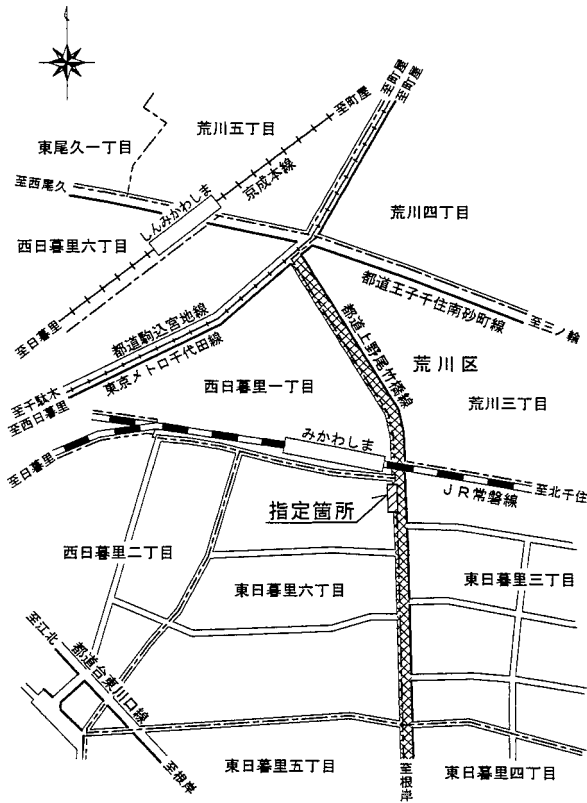 至町屋
至町屋
至町屋
荒川五丁目
東尾久一丁目
京成本線
至西尾久
しんみかわしま
荒川四丁目
西日暮里六丁目
都道王子千住南砂町線
至三ノ輪
至日暮里
都道駒込宮地線
東京メトロ千代田線
都道上野尾竹橋線
荒川区
至千駄木
至西日暮里
西日暮里一丁目
荒川三丁目
みかわしま
至日暮里
JR常磐線
至北千住
指定箇所
西日暮里二丁目
東日暮里六丁目
東日暮里三丁目
至江北
都道台東川口線
至根岸
東日暮里五丁目
至根岸
東日暮里四丁目